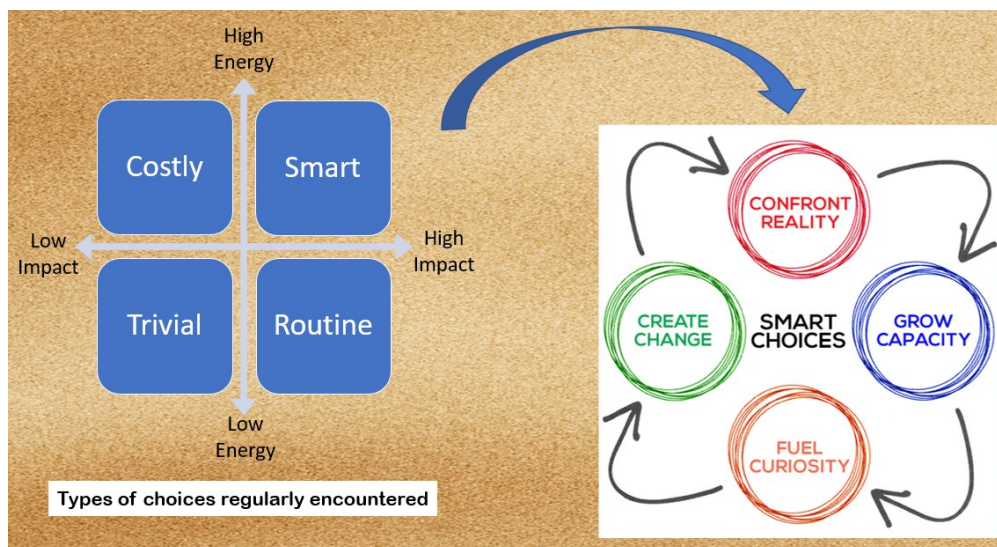 High
Energy
Costly
Smart
Low
Impact
High
Impact
Trivial
Routine
Low
Energy
Types of choices regularly encountered
CONFRONT
REALITY
CREATE
CHANGE
SMART
CHOICES
GROW
CAPACITY
FUEL
CURIOSITY